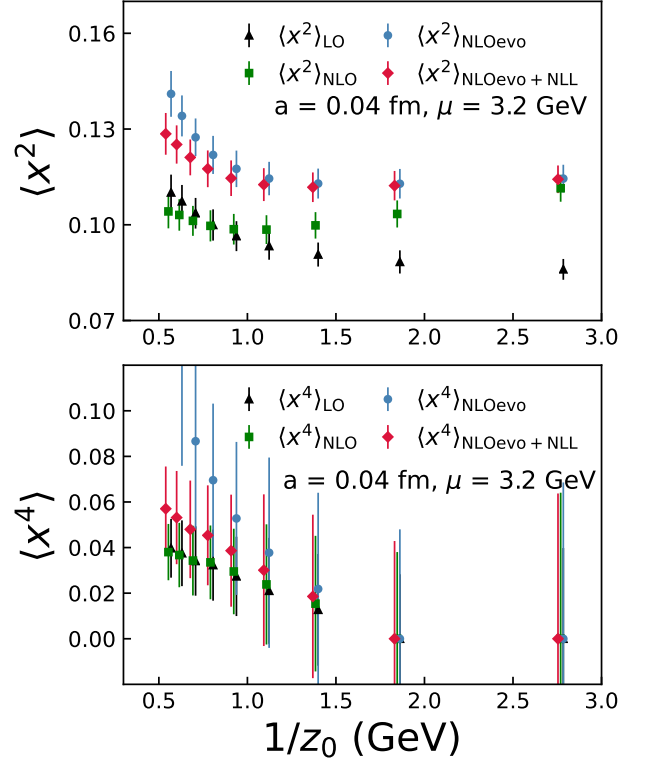 ⟨x²⟩
0.16
0.13
0.10
0.07
⟨x²⟩LO ⟨x²⟩NLOevo
⟨x²⟩NLO ⟨x²⟩NLOevo + NLL
a = 0.04 fm, μ = 3.2 GeV
0.5 1.0 1.5 2.0 2.5 3.0
⟨x⁴⟩
0.10
0.08
0.06
0.04
0.02
0.00
⟨x⁴⟩LO ⟨x⁴⟩NLOevo
⟨x⁴⟩NLO ⟨x⁴⟩NLOevo + NLL
a = 0.04 fm, μ = 3.2 GeV
0.5 1.0 1.5 2.0 2.5 3.0
1/z₀ (GeV)